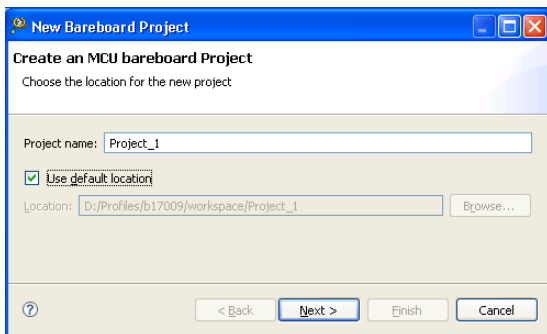 New Bareboard Project
Create an MCU bareboard Project
Choose the location for the new project
Project name: Project_1
Use default location
Location: D:/Profiles/b17009/workspace/Project_1 Browse...
? < Back Next > Finish Cancel